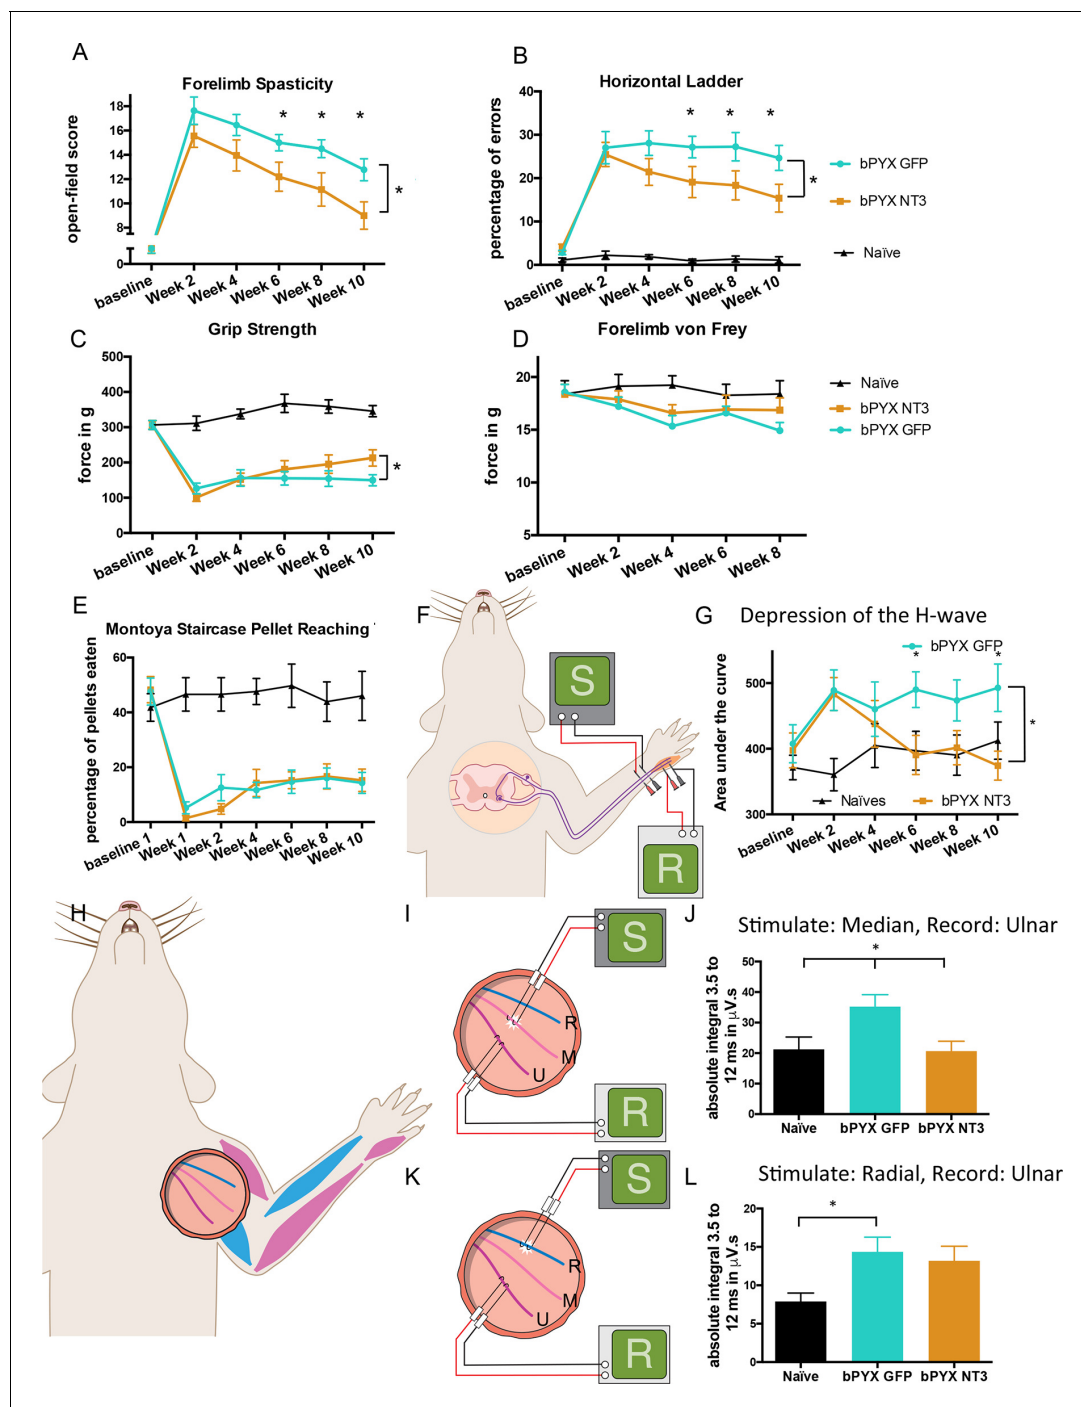 A
Forelimb Spasticity
open-field score
18
16
14
12
10
8
0
* * *
*
baseline
Week 2
Week 4
Week 6
Week 8
Week 10
B
Horizontal Ladder
percentage of errors
40
30
20
10
0
* * *
*
baseline
Week 2
Week 4
Week 6
Week 8
Week 10
bPYX GFP
bPYX NT3
Naïve
C
Grip Strength
force in g
500
400
300
200
100
0
*
baseline
Week 2
Week 4
Week 6
Week 8
Week 10
D
Forelimb von Frey
force in g
20
15
10
5
baseline
Week 2
Week 4
Week 6
Week 8
Naïve
bPYX NT3
bPYX GFP
E
Montoya Staircase Pellet Reaching
percentage of pellets eaten
60
40
20
0
baseline 1
Week 1
Week 2
Week 4
Week 6
Week 8
Week 10
F
S
R
G
Depression of the H-wave
bPYX GFP
* *
*
Area under the curve
500
400
300
Naïves
bPYX NT3
baseline
Week 2
Week 4
Week 6
Week 8
Week 10
H
I
S
R
M
U
R
J
Stimulate: Median, Record: Ulnar
absolute integral 3.5 to
12 ms in µV.s
50
40
30
20
10
0
*
Naïve
bPYX GFP
bPYX NT3
K
S
R
M
U
R
L
Stimulate: Radial, Record: Ulnar
absolute integral 3.5 to
12 ms in µV.s
20
15
10
5
0
*
Naïve
bPYX GFP
bPYX NT3